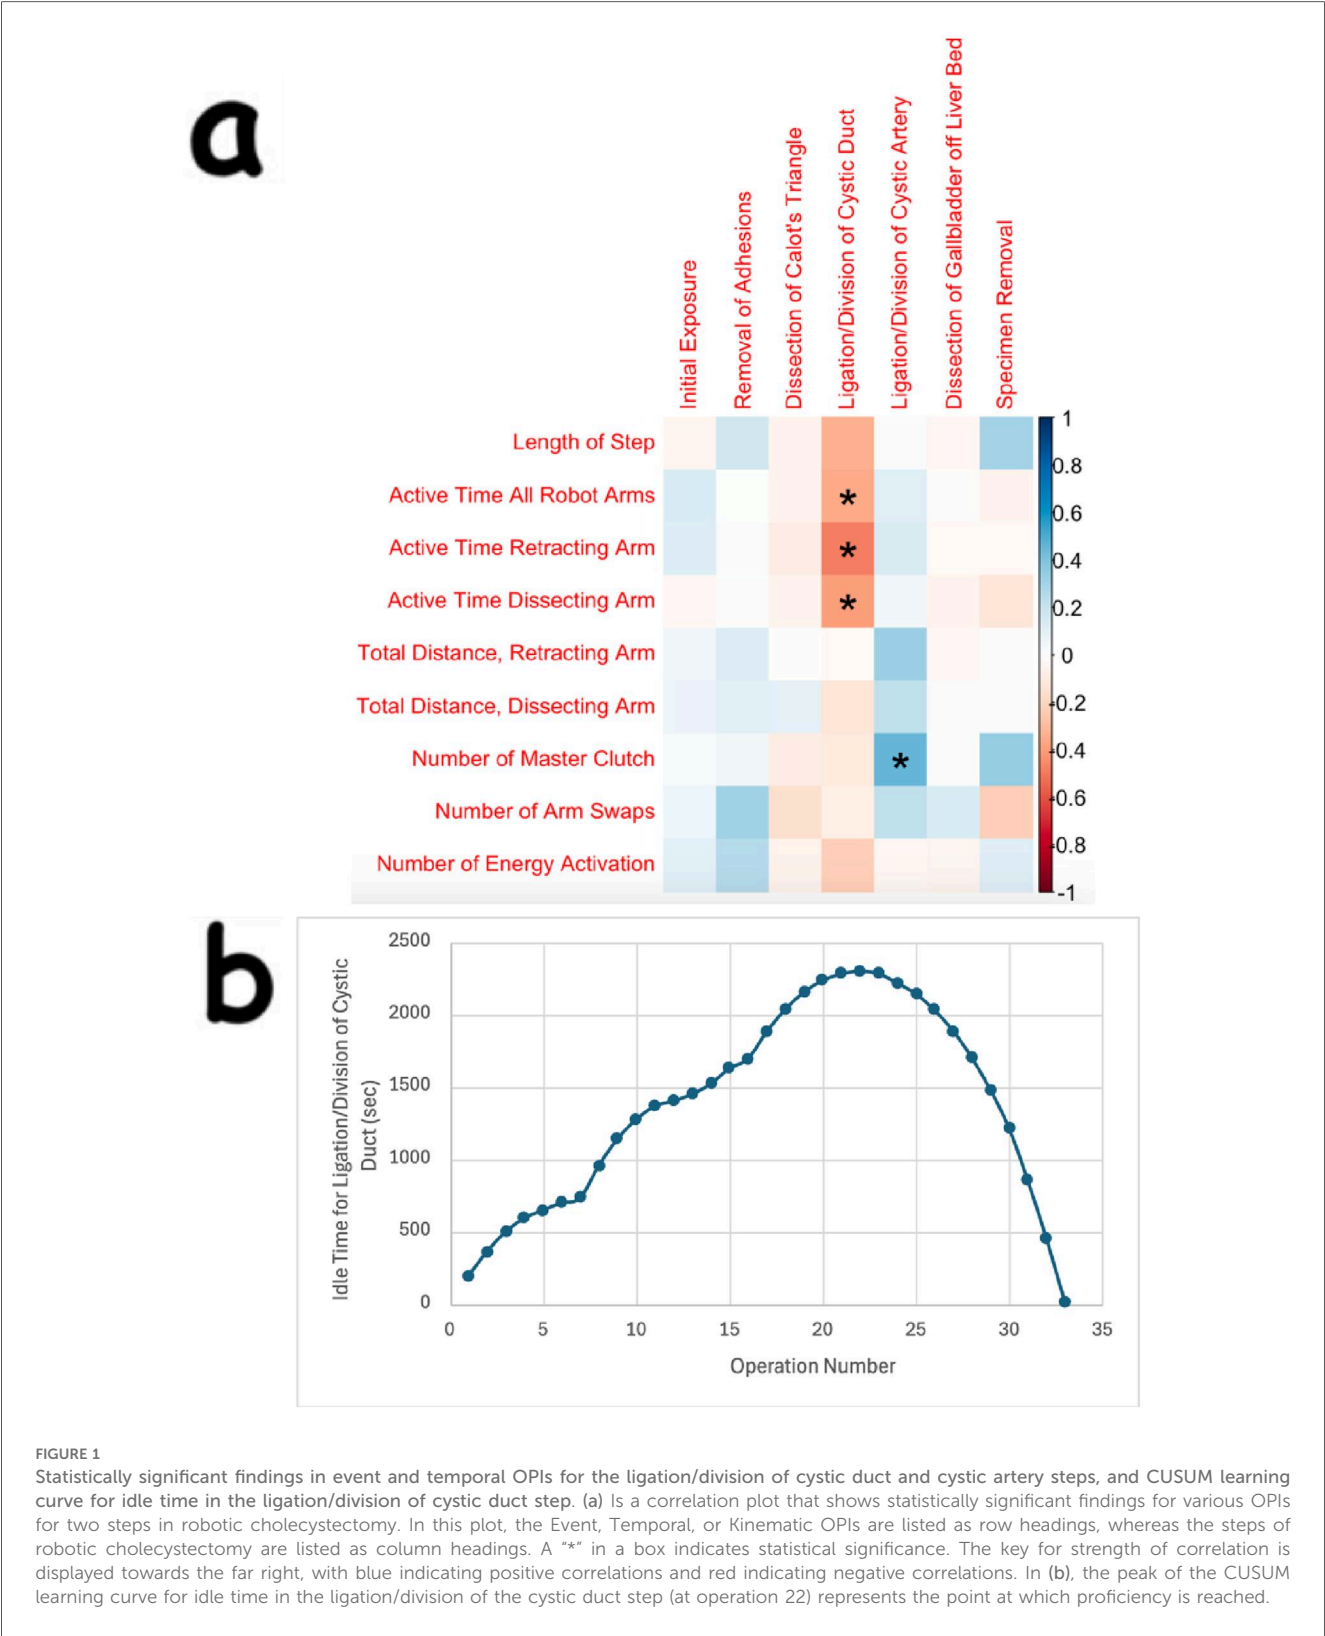 a
Initial Exposure
Removal of Adhesions
Dissection of Calot's Triangle
Ligation/Division of Cystic Duct
Ligation/Division of Cystic Artery
Dissection of Gallbladder off Liver Bed
Specimen Removal
Length of Step
Active Time All Robot Arms
*
Active Time Retracting Arm
*
Active Time Dissecting Arm
*
Total Distance, Retracting Arm
Total Distance, Dissecting Arm
Number of Master Clutch
*
Number of Arm Swaps
Number of Energy Activation
1
0.8
0.6
0.4
0.2
0
-0.2
-0.4
-0.6
-0.8
-1
b
Idle Time for Ligation/Division of Cystic
Duct (sec)
2500
2000
1500
1000
500
0
0 5 10 15 20 25 30 35
Operation Number
FIGURE 1
Statistically significant findings in event and temporal OPIs for the ligation/division of cystic duct and cystic artery steps, and CUSUM learning
curve for idle time in the ligation/division of cystic duct step. (a) Is a correlation plot that shows statistically significant findings for various OPIs
for two steps in robotic cholecystectomy. In this plot, the Event, Temporal, or Kinematic OPIs are listed as row headings, whereas the steps of
robotic cholecystectomy are listed as column headings. A "*" in a box indicates statistical significance. The key for strength of correlation is
displayed towards the far right, with blue indicating positive correlations and red indicating negative correlations. In (b), the peak of the CUSUM
learning curve for idle time in the ligation/division of the cystic duct step (at operation 22) represents the point at which proficiency is reached.